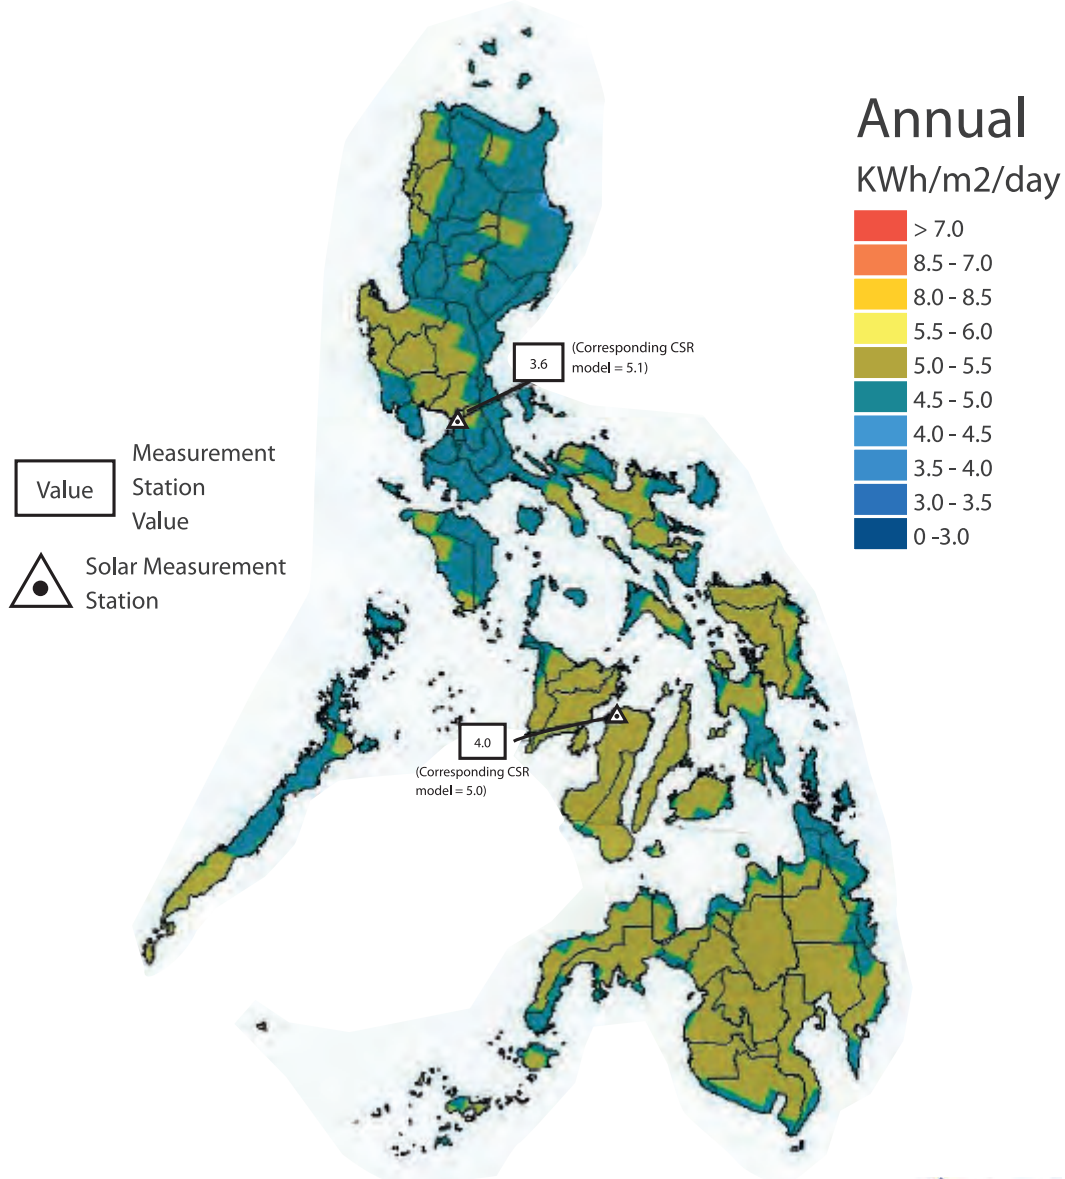 Annual
KWh/m2/day
> 7.0
8.5 - 7.0
8.0 - 8.5
5.5 - 6.0
5.0 - 5.5
4.5 - 5.0
4.0 - 4.5
3.5 - 4.0
3.0 - 3.5
0 -3.0
3.6
(Corresponding CSR
model = 5.1)
Value
Measurement
Station
Value
Solar Measurement
Station
4.0
(Corresponding CSR
model = 5.0)